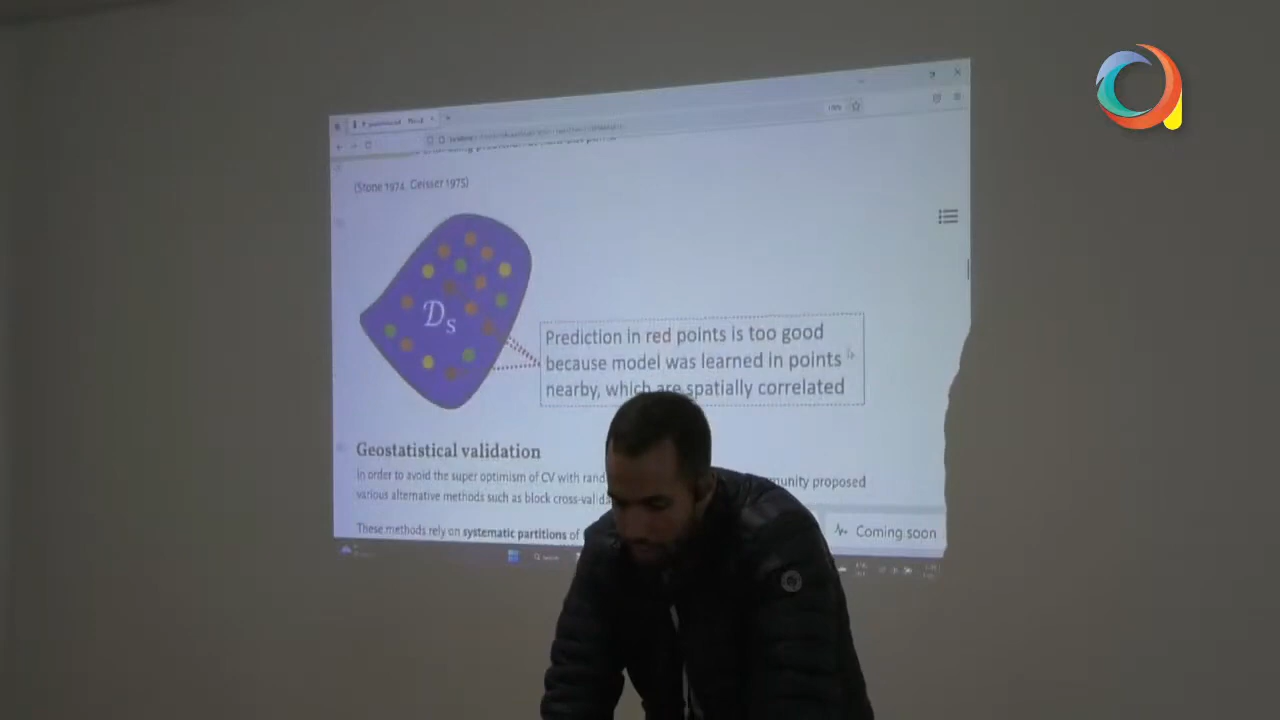 (Stone 1974, Geisser 1975)
𝒟s
Prediction in red points is too good
because model was learned in points
nearby, which are spatially correlated
Geostatistical validation
In order to avoid the super optimism of CV with rand
munity proposed
various alternative methods such as block cross-valid
These methods rely on systematic partitions of
Coming soon